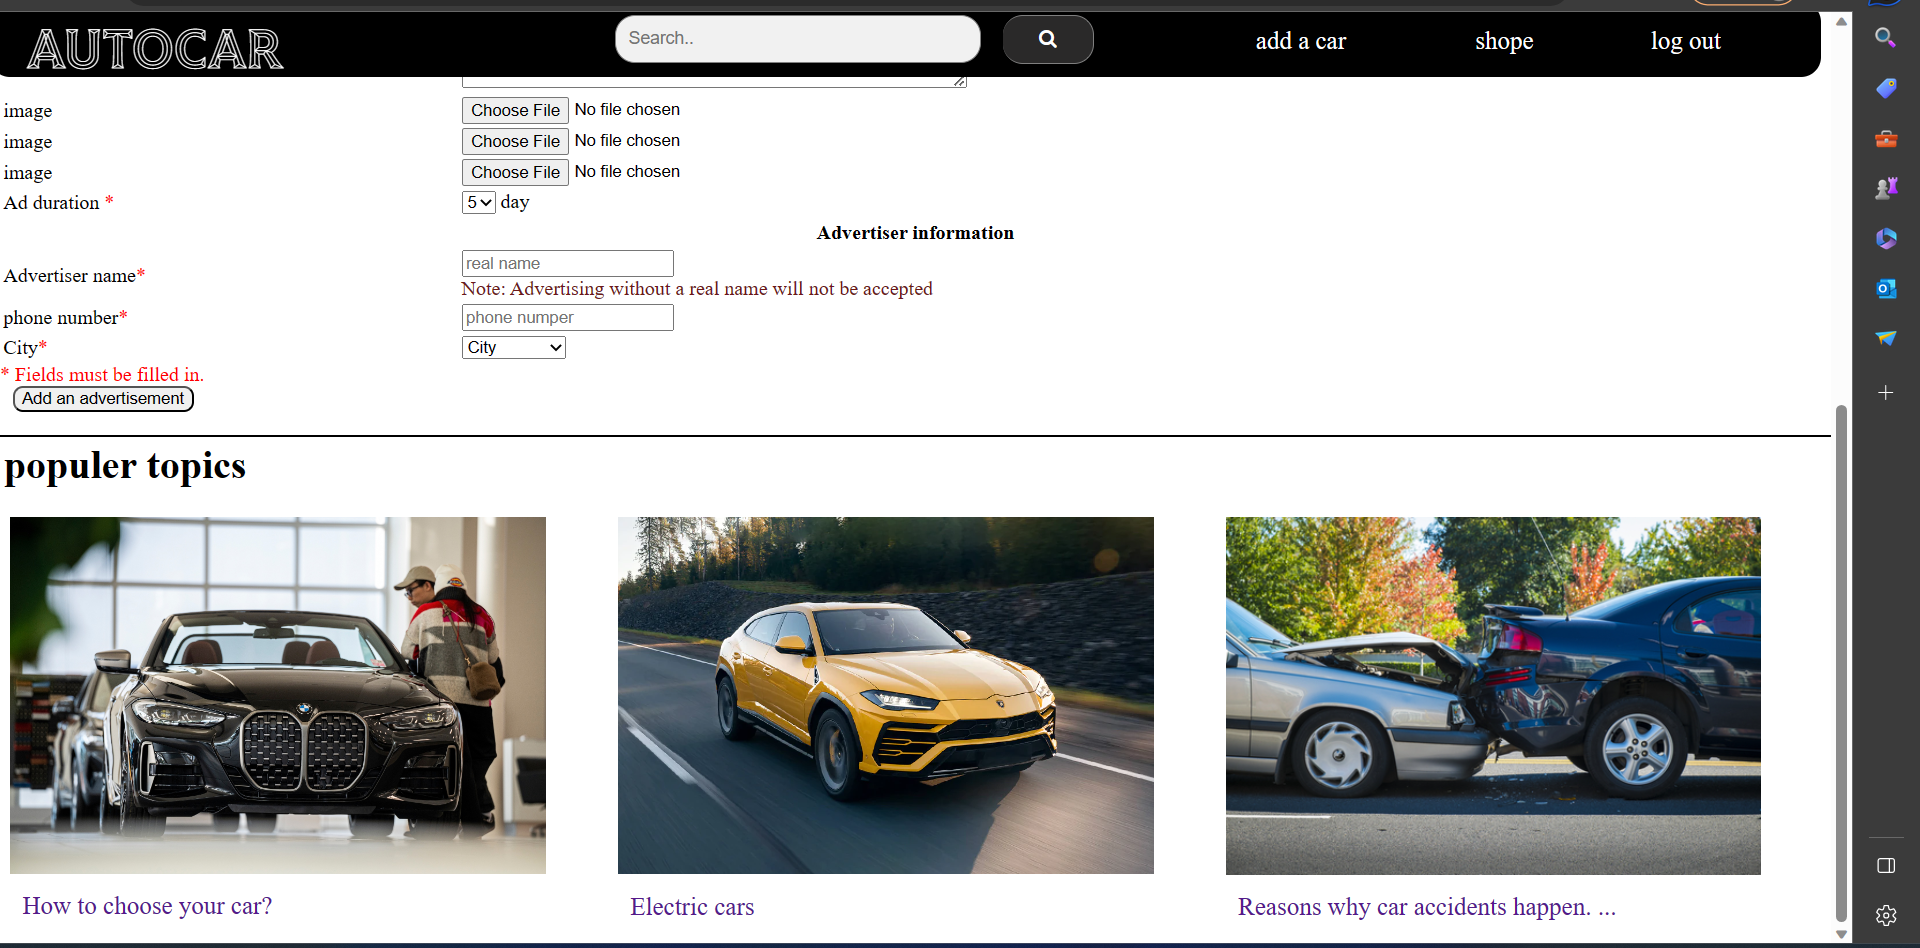 AUTOCAR
Search..
add a car
shope
log out
image Choose File No file chosen
image Choose File No file chosen
image Choose File No file chosen
Ad duration * 5 day
Advertiser information
Advertiser name* real name
Note: Advertising without a real name will not be accepted
phone number* phone numper
City* City
* Fields must be filled in.
Add an advertisement
populer topics
How to choose your car?
Electric cars
Reasons why car accidents happen. ...